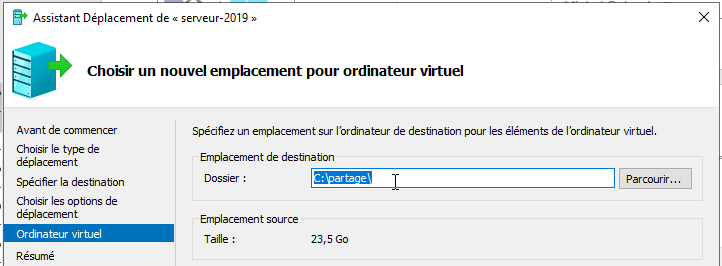 Assistant Déplacement de « serveur-2019 »
Choisir un nouvel emplacement pour ordinateur virtuel
Avant de commencer
Choisir le type de
déplacement
Spécifier la destination
Choisir les options de
déplacement
Ordinateur virtuel
Résumé
Spécifiez un emplacement sur l’ordinateur de destination pour les éléments de l’ordinateur virtuel.
Emplacement de destination
Dossier : C:\partage\ Parcourir...
Emplacement source
Taille : 23,5 Go